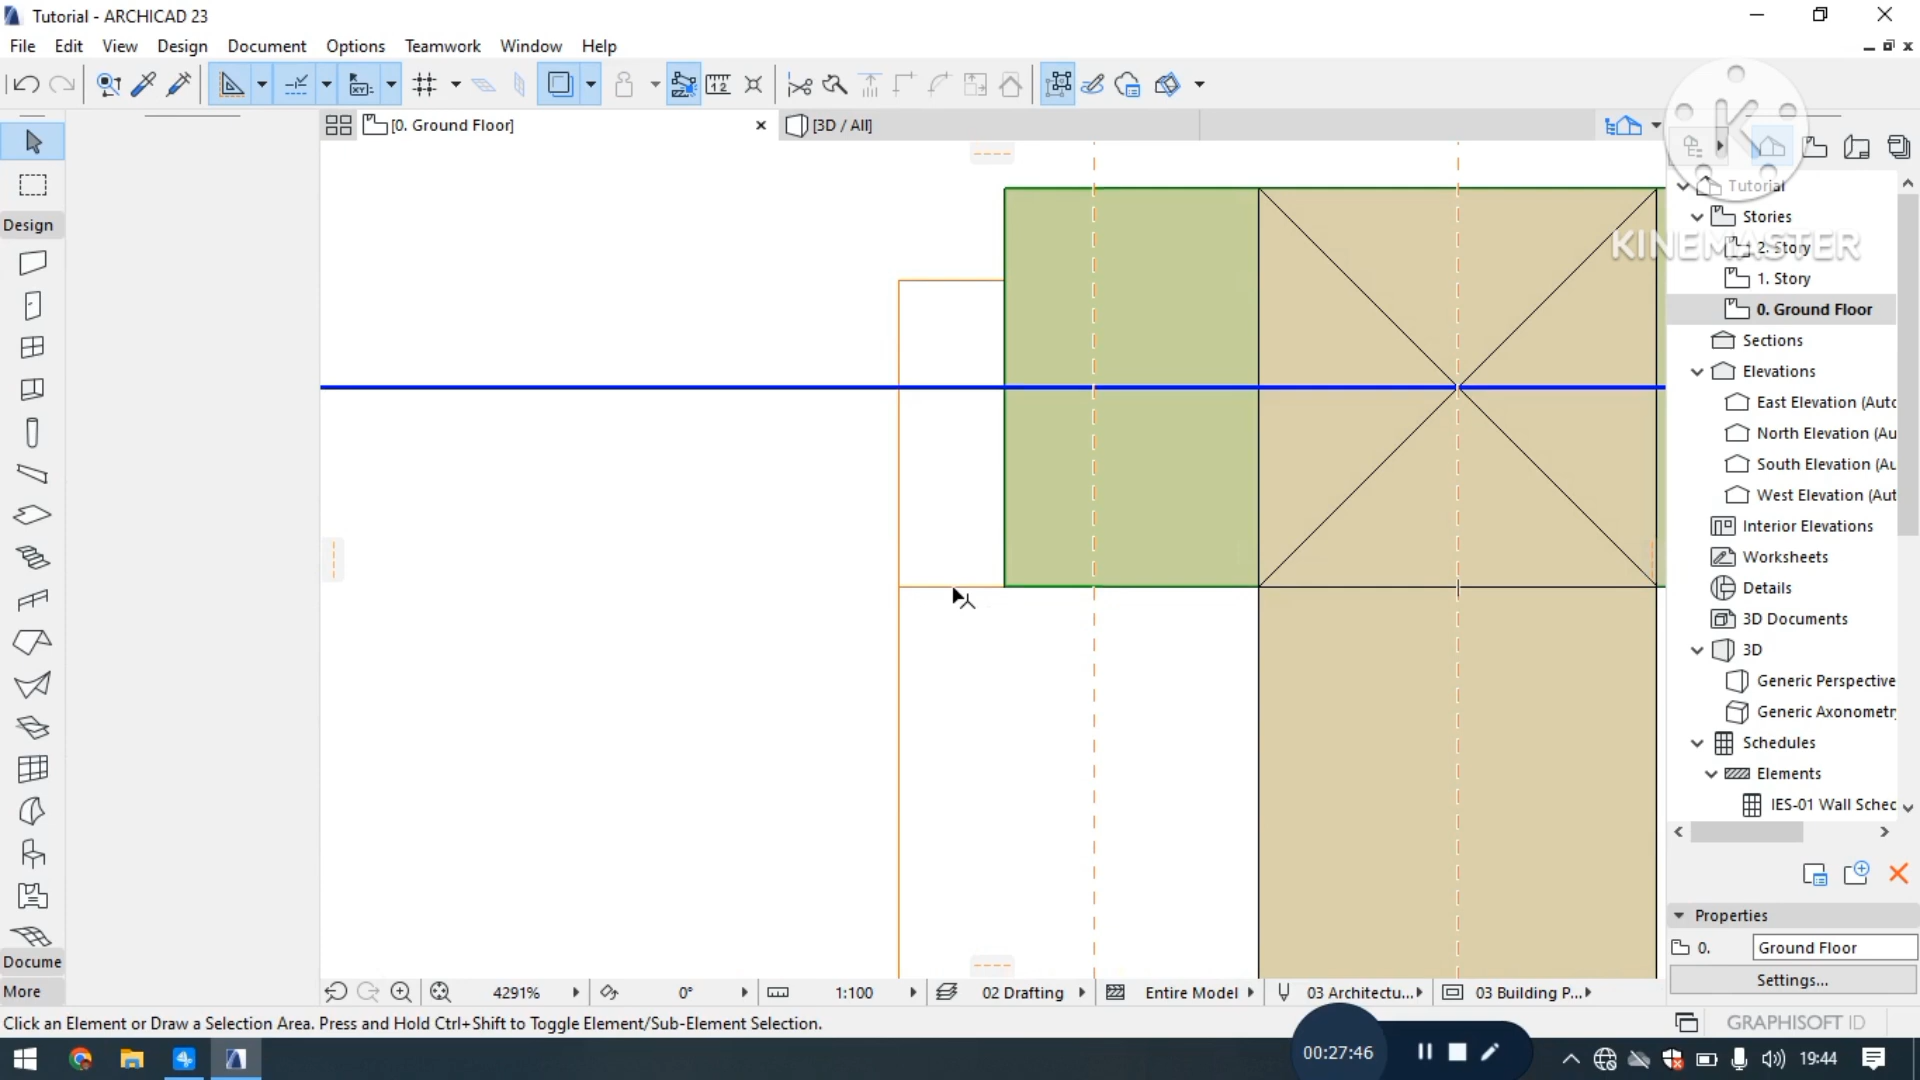 Tutorial - ARCHICAD 23
File Edit View Design Document Options Teamwork Window Help
[0. Ground Floor]
[3D / All]
Design
Docume
More
KINEMASTER
Tutorial
Stories
2. Story
1. Story
0. Ground Floor
Sections
Elevations
East Elevation (Auto
North Elevation (Au
South Elevation (Au
West Elevation (Aut
Interior Elevations
Worksheets
Details
3D Documents
3D
Generic Perspective
Generic Axonometr
Schedules
Elements
IES-01 Wall Sched
Properties
0. Ground Floor
Settings...
4291% 0° 1:100 02 Drafting Entire Model 03 Architectu... 03 Building P...
Click an Element or Draw a Selection Area. Press and Hold Ctrl+Shift to Toggle Element/Sub-Element Selection.
GRAPHISOFT ID
00:27:46
19:44